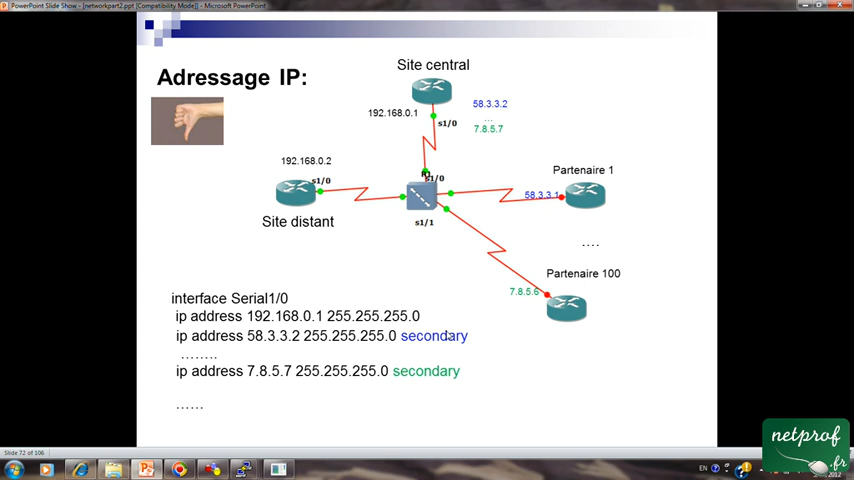 PowerPoint Slide Show - [networkpart2.ppt [Compatibility Mode]] - Microsoft PowerPoint
Adressage IP:
Site central
192.168.0.1
58.3.3.2
...
7.8.5.7
s1/0
192.168.0.2
s1/0
s1/0
Partenaire 1
58.3.3.1
Site distant
s1/1
....
Partenaire 100
7.8.5.6
interface Serial1/0
ip address 192.168.0.1 255.255.255.0
ip address 58.3.3.2 255.255.255.0 secondary
........
ip address 7.8.5.7 255.255.255.0 secondary
......
netprof
.fr
Slide 72 of 106
EN